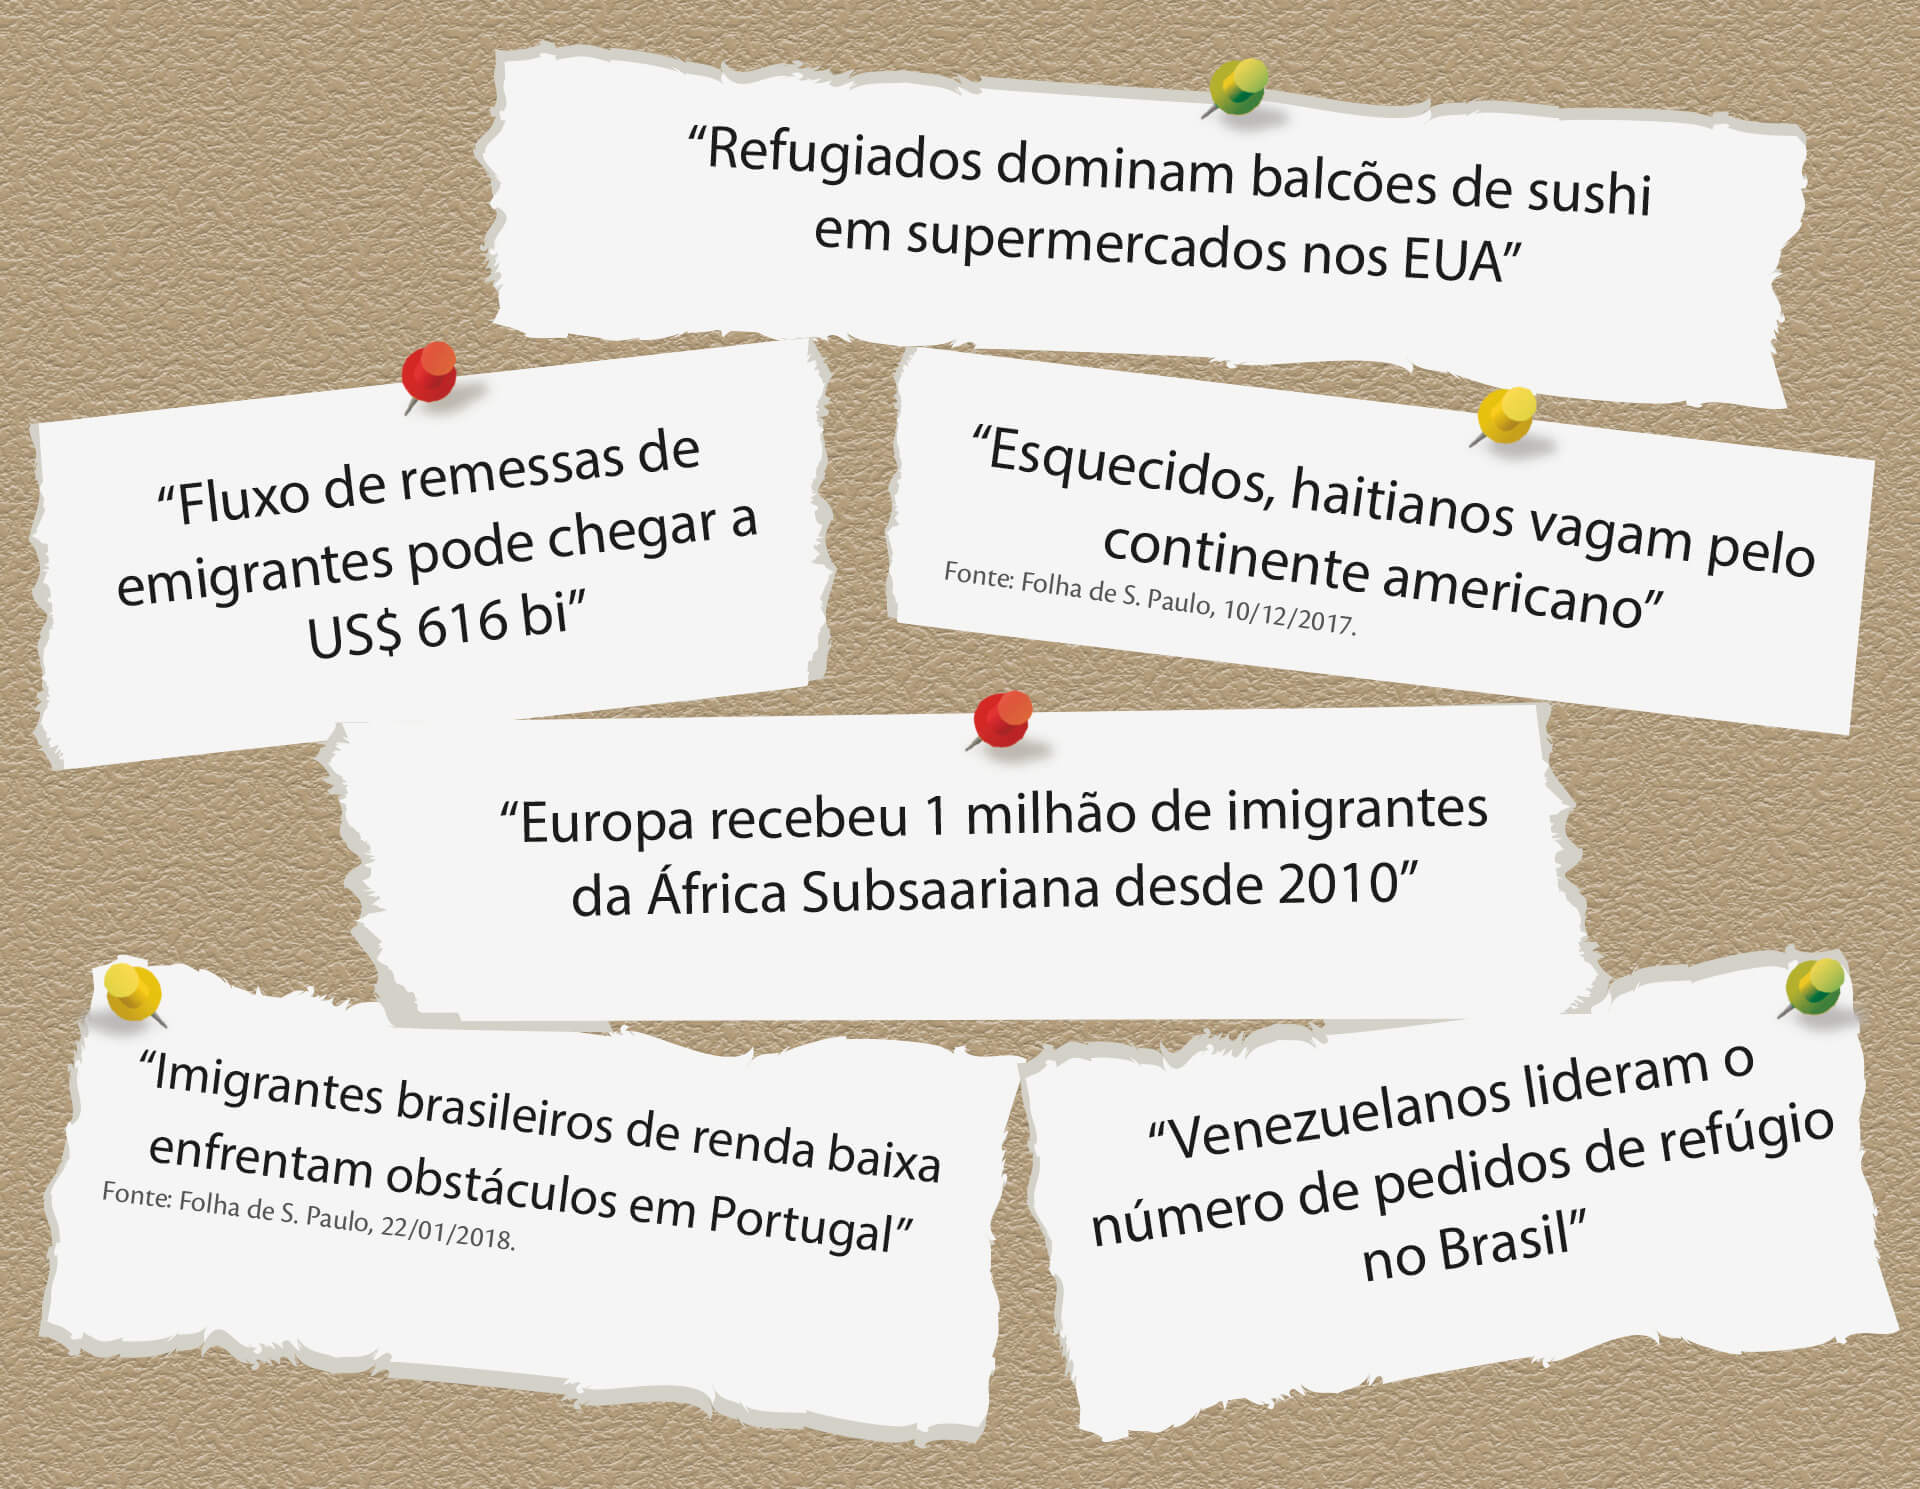 “Refugiados dominam balcões de sushi
em supermercados nos EUA”
“Fluxo de remessas de
emigrantes pode chegar a
US$ 616 bi”
“Esquecidos, haitianos vagam pelo
continente americano”
Fonte: Folha de S. Paulo, 10/12/2017.
“Europa recebeu 1 milhão de imigrantes
da África Subsaariana desde 2010”
“Imigrantes brasileiros de renda baixa
enfrentam obstáculos em Portugal”
Fonte: Folha de S. Paulo, 22/01/2018.
“Venezuelanos lideram o
número de pedidos de refúgio
no Brasil”